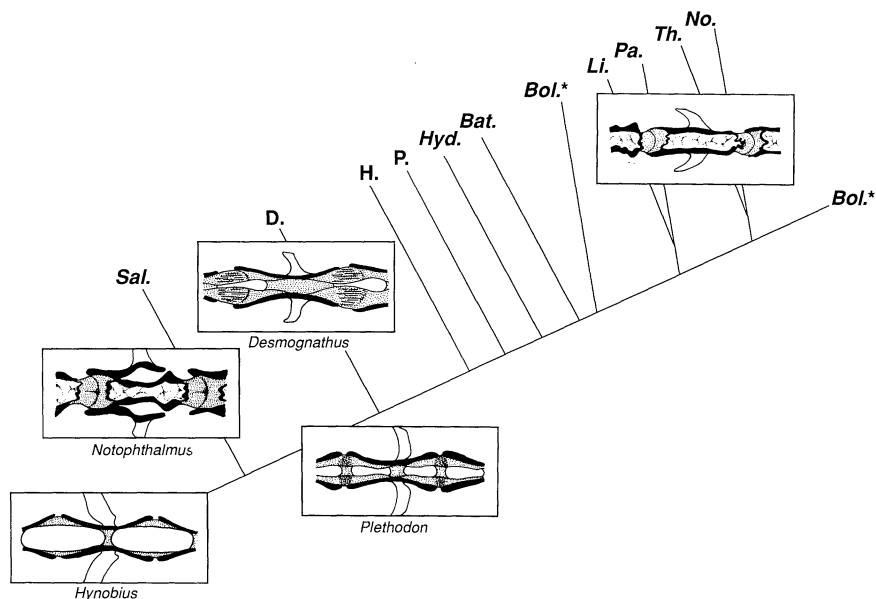 No.
Th.
Pa.
Li.
Bol.*
Bat.
Hyd.
P.
H.
Bol.*
D.
Sal.
Desmognathus
Notophthalmus
Plethodon
Hynobius